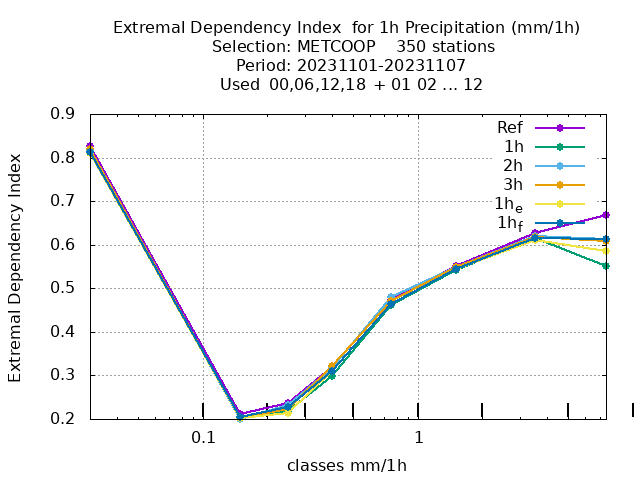 Extremal Dependency Index  for 1h Precipitation (mm/1h)
Selection: METCOOP    350 stations
Period: 20231101-20231107
Used  00,06,12,18  + 01 02 ... 12
Extremal Dependency Index
0.9
0.8
0.7
0.6
0.5
0.4
0.3
0.2
Ref
1h
2h
3h
1h_e
1h_f
0.1
1
classes mm/1h